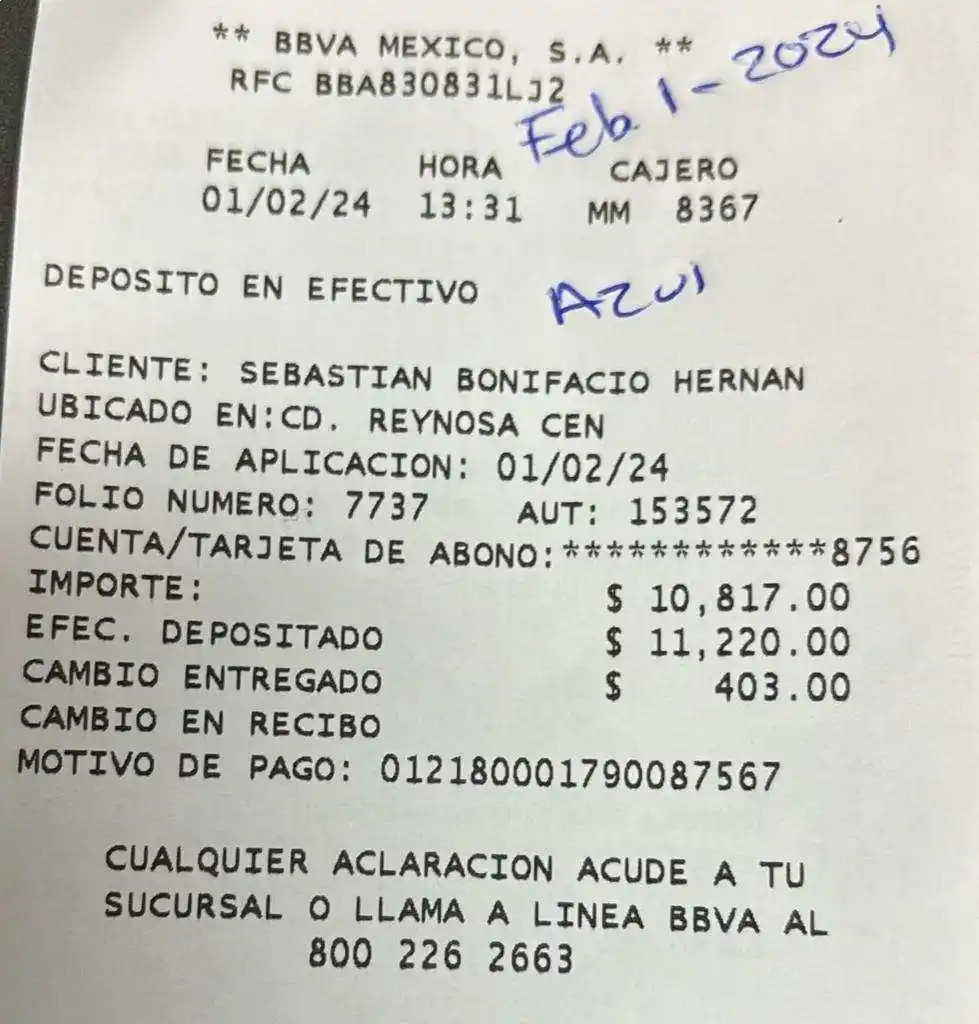 ** BBVA MEXICO, S.A. **
RFC BBA830831LJ2
Feb 1 - 2024
FECHA HORA CAJERO
01/02/24 13:31 MM 8367
DEPOSITO EN EFECTIVO
AZUl
CLIENTE: SEBASTIAN BONIFACIO HERNAN
UBICADO EN:CD. REYNOSA CEN
FECHA DE APLICACION: 01/02/24
FOLIO NUMERO: 7737 AUT: 153572
CUENTA/TARJETA DE ABONO:************8756
IMPORTE: $ 10,817.00
EFEC. DEPOSITADO $ 11,220.00
CAMBIO ENTREGADO $ 403.00
CAMBIO EN RECIBO
MOTIVO DE PAGO: 012180001790087567
CUALQUIER ACLARACION ACUDE A TU
SUCURSAL O LLAMA A LINEA BBVA AL
800 226 2663